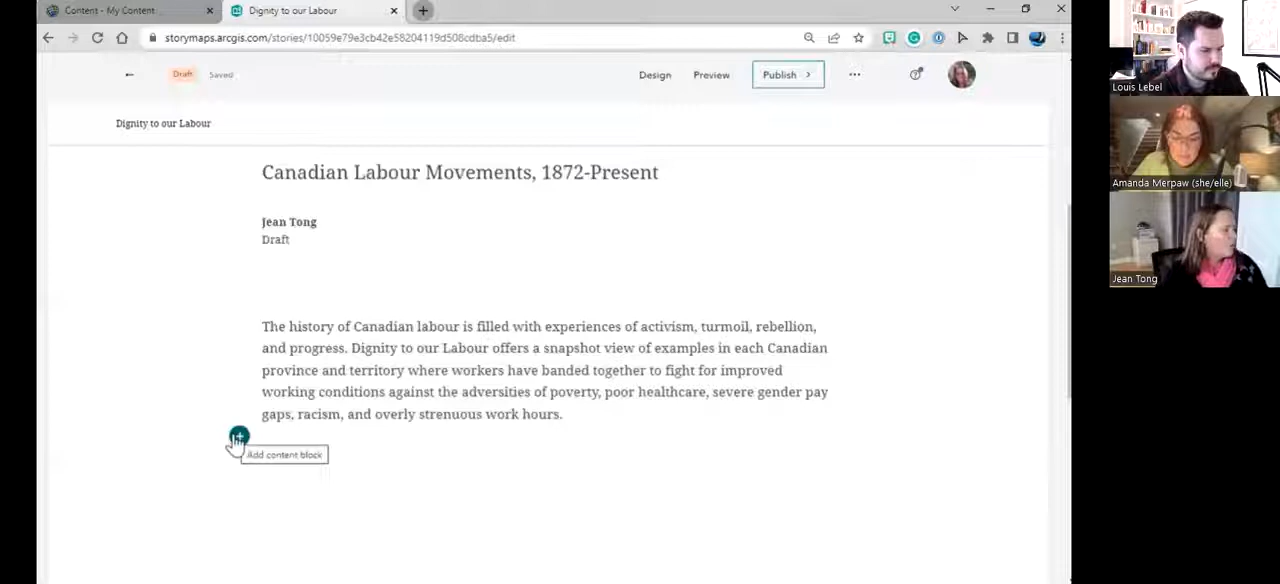 Content - My Content
Dignity to our Labour
storymaps.arcgis.com/stories/10059e79e3cb42e58204119d508cdba5/edit
Draft Saved
Design Preview Publish
Dignity to our Labour
Canadian Labour Movements, 1872-Present
Jean Tong
Draft
The history of Canadian labour is filled with experiences of activism, turmoil, rebellion,
and progress. Dignity to our Labour offers a snapshot view of examples in each Canadian
province and territory where workers have banded together to fight for improved
working conditions against the adversities of poverty, poor healthcare, severe gender pay
gaps, racism, and overly strenuous work hours.
Add content block
Louis Lebel
Amanda Merpaw (she/elle)
Jean Tong